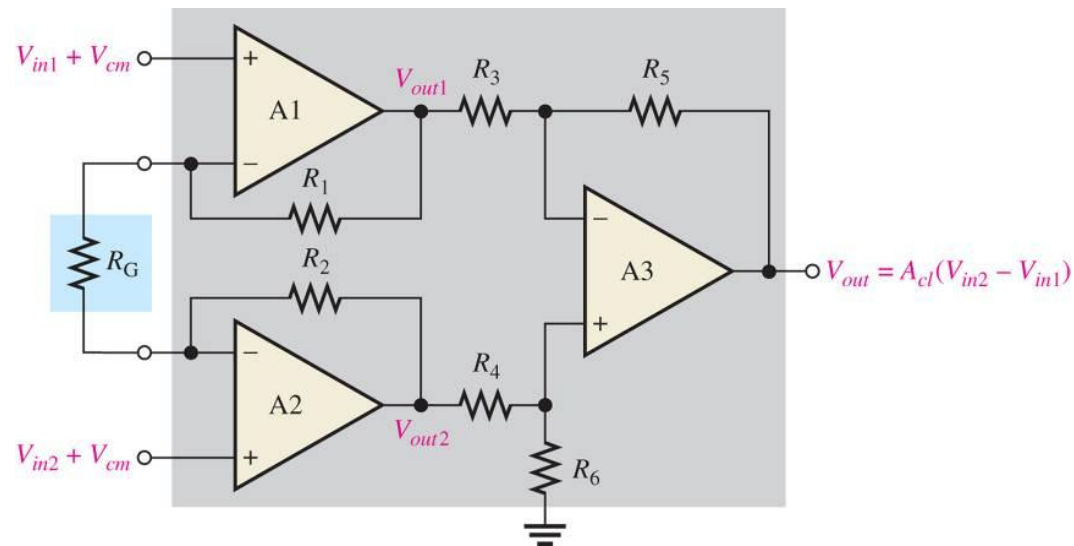 V_in1 + V_cm
+
A1
−
V_out1
R_3
R_5
R_1
R_G
R_2
−
A3
+
V_out = A_cl(V_in2 − V_in1)
−
A2
+
V_out2
R_4
V_in2 + V_cm
R_6